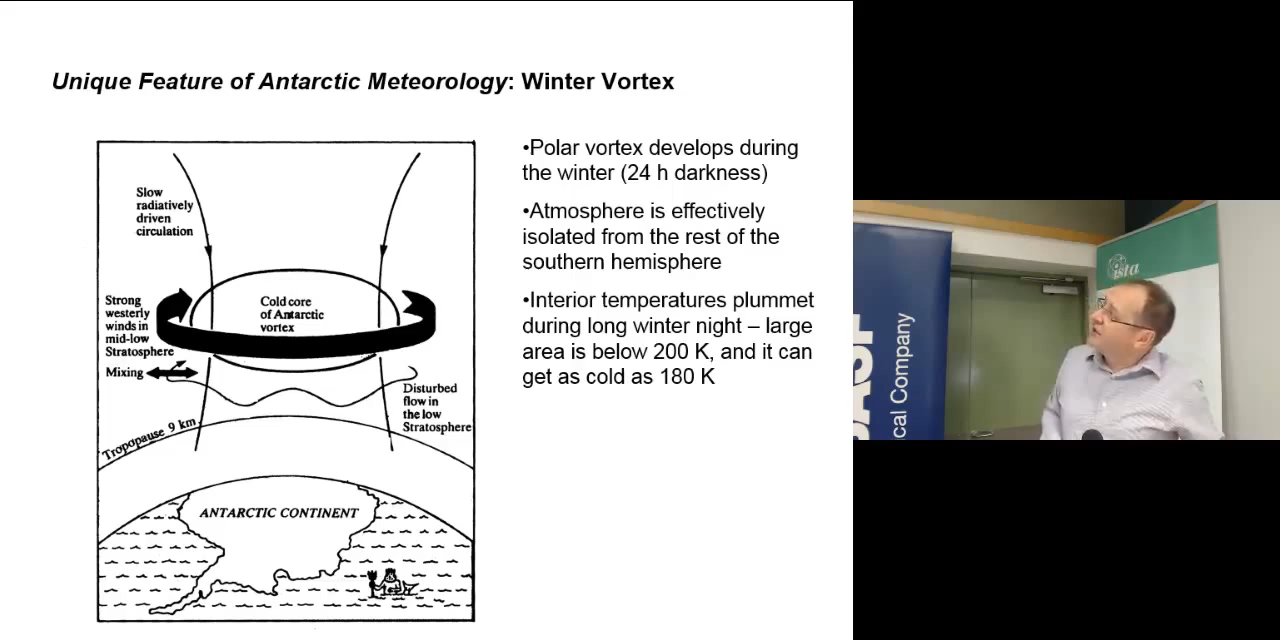 Unique Feature of Antarctic Meteorology: Winter Vortex
Slow
radiatively
driven
circulation
Strong
westerly
winds in
mid-low
Stratosphere
Mixing
Cold core
of Antarctic
vortex
Disturbed
flow in
the low
Stratosphere
Tropopause 9 km.
ANTARCTIC CONTINENT
•Polar vortex develops during
the winter (24 h darkness)
•Atmosphere is effectively
isolated from the rest of the
southern hemisphere
•Interior temperatures plummet
during long winter night – large
area is below 200 K, and it can
get as cold as 180 K
cal Company
ista